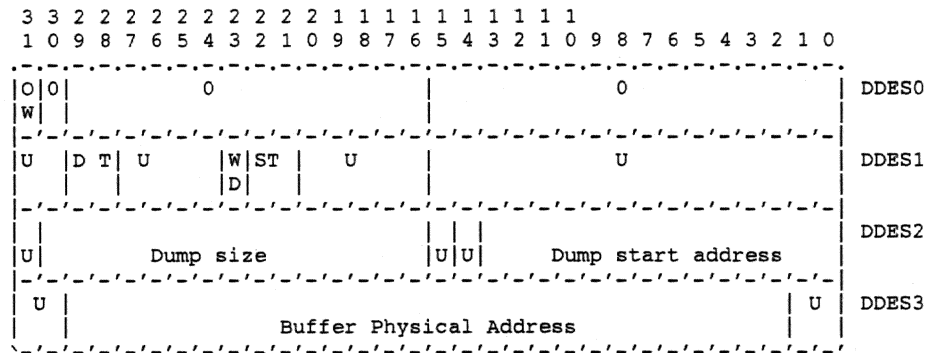 3 3 2 2 2 2 2 2 2 2 2 2 1 1 1 1 1 1 1 1 1 1
1 0 9 8 7 6 5 4 3 2 1 0 9 8 7 6 5 4 3 2 1 0 9 8 7 6 5 4 3 2 1 0
O 0 0 0 DDES0
W
U D T U W ST U U DDES1
D
DDES2
U Dump size U U Dump start address
U U DDES3
Buffer Physical Address